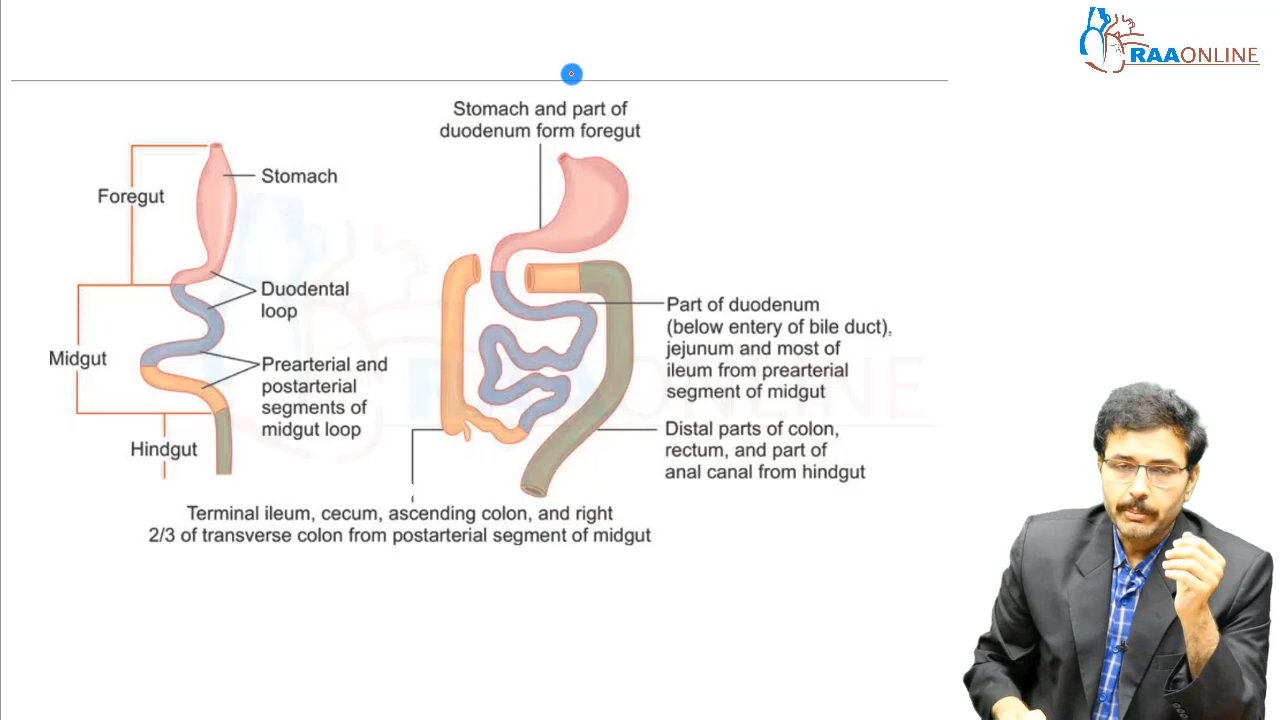 RAAONLINE
Stomach and part of
duodenum form foregut
Foregut
Stomach
Duodental
loop
Midgut
Prearterial and
postarterial
segments of
midgut loop
Hindgut
Part of duodenum
(below entery of bile duct),
jejunum and most of
ileum from prearterial
segment of midgut
Distal parts of colon,
rectum, and part of
anal canal from hindgut
Terminal ileum, cecum, ascending colon, and right
2/3 of transverse colon from postarterial segment of midgut
RAAONLINE